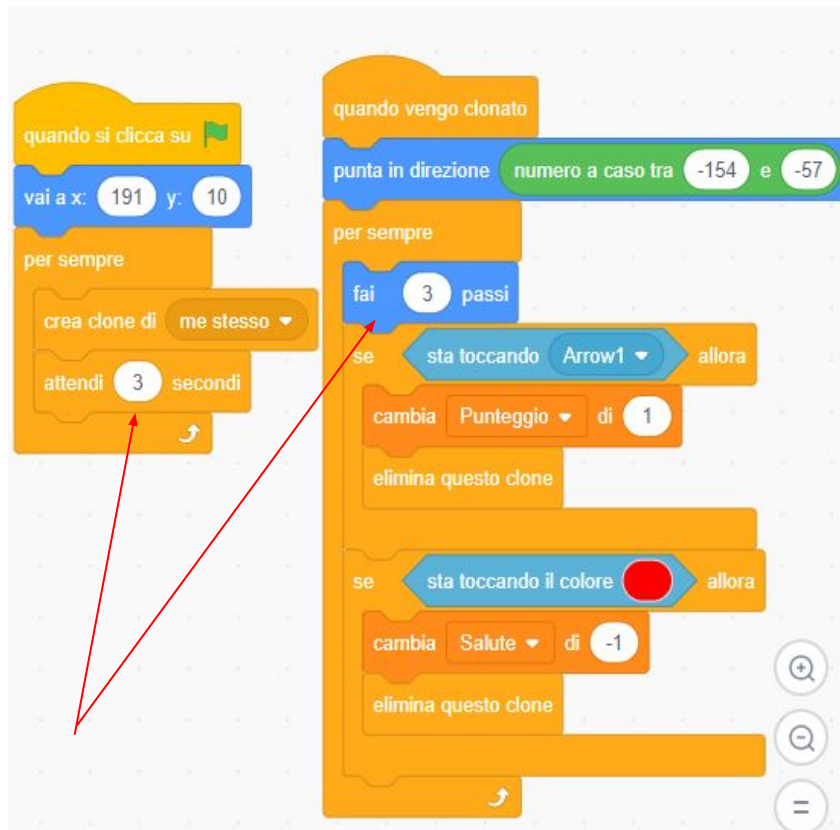 quando si clicca su
vai a x: 191 y: 10
per sempre
crea clone di me stesso
attendi 3 secondi
quando vengo clonato
punta in direzione numero a caso tra -154 e -57
per sempre
fai 3 passi
se sta toccando Arrow1 allora
cambia Punteggio di 1
elimina questo clone
se sta toccando il colore allora
cambia Salute di -1
elimina questo clone